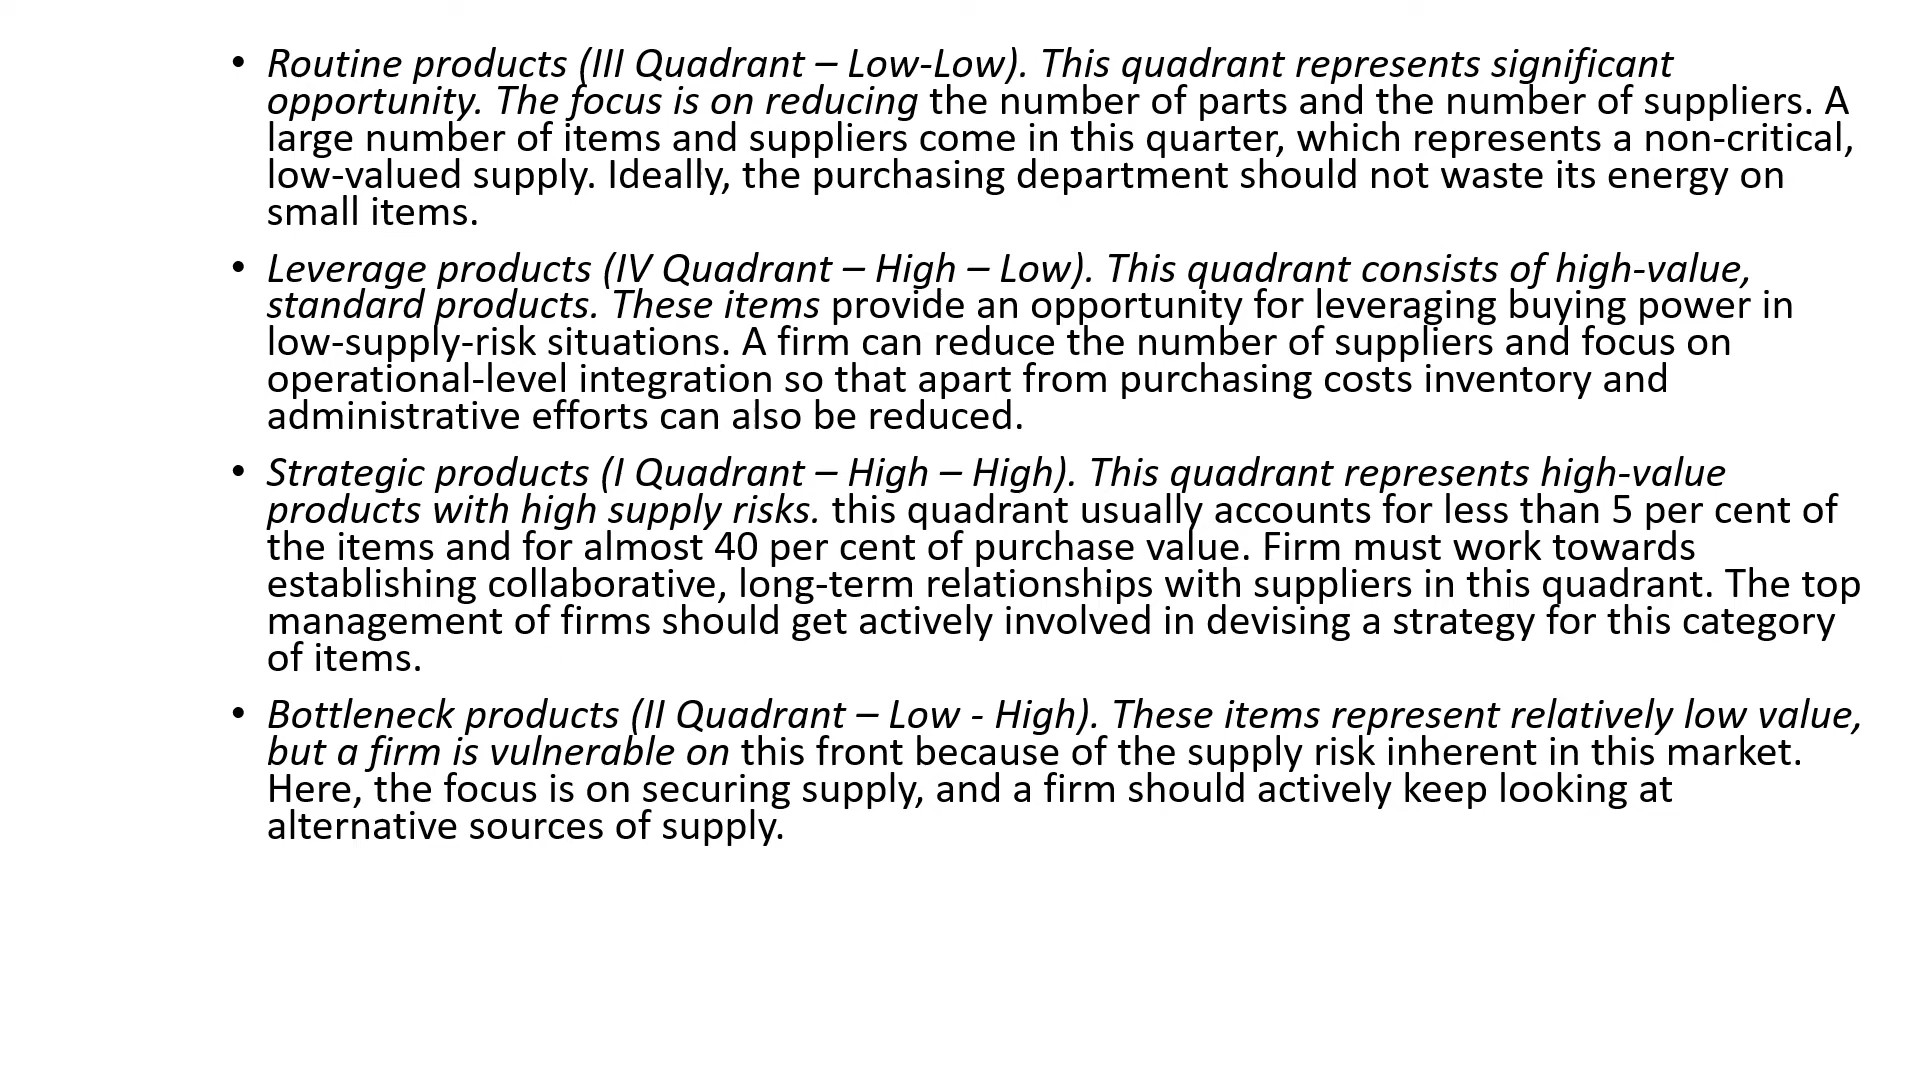 • Routine products (III Quadrant – Low-Low). This quadrant represents significant
opportunity. The focus is on reducing the number of parts and the number of suppliers. A
large number of items and suppliers come in this quarter, which represents a non-critical,
low-valued supply. Ideally, the purchasing department should not waste its energy on
small items.
• Leverage products (IV Quadrant – High – Low). This quadrant consists of high-value,
standard products. These items provide an opportunity for leveraging buying power in
low-supply-risk situations. A firm can reduce the number of suppliers and focus on
operational-level integration so that apart from purchasing costs inventory and
administrative efforts can also be reduced.
• Strategic products (I Quadrant – High – High). This quadrant represents high-value
products with high supply risks. this quadrant usually accounts for less than 5 per cent of
the items and for almost 40 per cent of purchase value. Firm must work towards
establishing collaborative, long-term relationships with suppliers in this quadrant. The top
management of firms should get actively involved in devising a strategy for this category
of items.
• Bottleneck products (II Quadrant – Low - High). These items represent relatively low value,
but a firm is vulnerable on this front because of the supply risk inherent in this market.
Here, the focus is on securing supply, and a firm should actively keep looking at
alternative sources of supply.